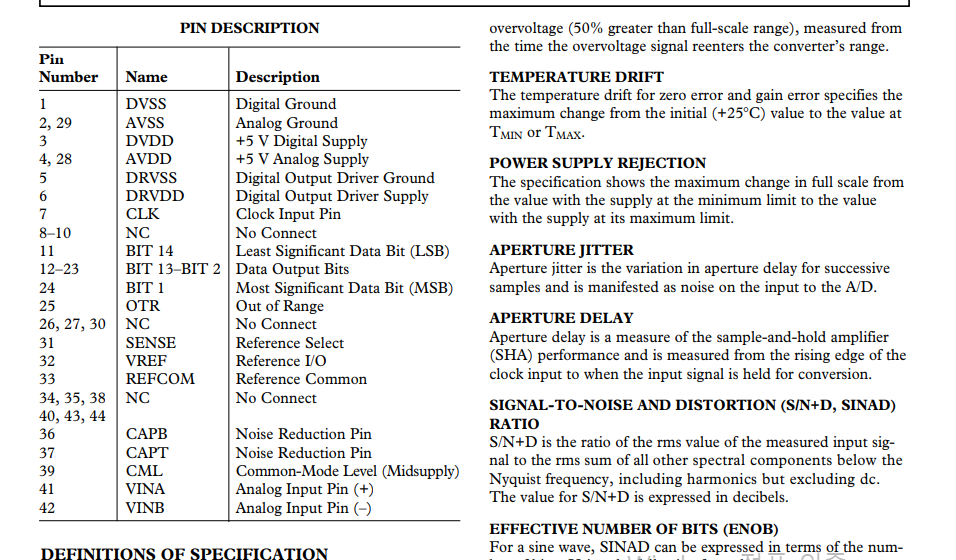 PIN DESCRIPTION
Pin
Number Name Description
1 DVSS Digital Ground
2, 29 AVSS Analog Ground
3 DVDD +5 V Digital Supply
4, 28 AVDD +5 V Analog Supply
5 DRVSS Digital Output Driver Ground
6 DRVDD Digital Output Driver Supply
7 CLK Clock Input Pin
8–10 NC No Connect
11 BIT 14 Least Significant Data Bit (LSB)
12–23 BIT 13–BIT 2 Data Output Bits
24 BIT 1 Most Significant Data Bit (MSB)
25 OTR Out of Range
26, 27, 30 NC No Connect
31 SENSE Reference Select
32 VREF Reference I/O
33 REFCOM Reference Common
34, 35, 38 NC No Connect
40, 43, 44
36 CAPB Noise Reduction Pin
37 CAPT Noise Reduction Pin
39 CML Common-Mode Level (Midsupply)
41 VINA Analog Input Pin (+)
42 VINB Analog Input Pin (–)
DEFINITIONS OF SPECIFICATION
overvoltage (50% greater than full-scale range), measured from
the time the overvoltage signal reenters the converter's range.
TEMPERATURE DRIFT
The temperature drift for zero error and gain error specifies the
maximum change from the initial (+25°C) value to the value at
TMIN or TMAX.
POWER SUPPLY REJECTION
The specification shows the maximum change in full scale from
the value with the supply at the minimum limit to the value
with the supply at its maximum limit.
APERTURE JITTER
Aperture jitter is the variation in aperture delay for successive
samples and is manifested as noise on the input to the A/D.
APERTURE DELAY
Aperture delay is a measure of the sample-and-hold amplifier
(SHA) performance and is measured from the rising edge of the
clock input to when the input signal is held for conversion.
SIGNAL-TO-NOISE AND DISTORTION (S/N+D, SINAD)
RATIO
S/N+D is the ratio of the rms value of the measured input sig-
nal to the rms sum of all other spectral components below the
Nyquist frequency, including harmonics but excluding dc.
The value for S/N+D is expressed in decibels.
EFFECTIVE NUMBER OF BITS (ENOB)
For a sine wave, SINAD can be expressed in terms of the num-